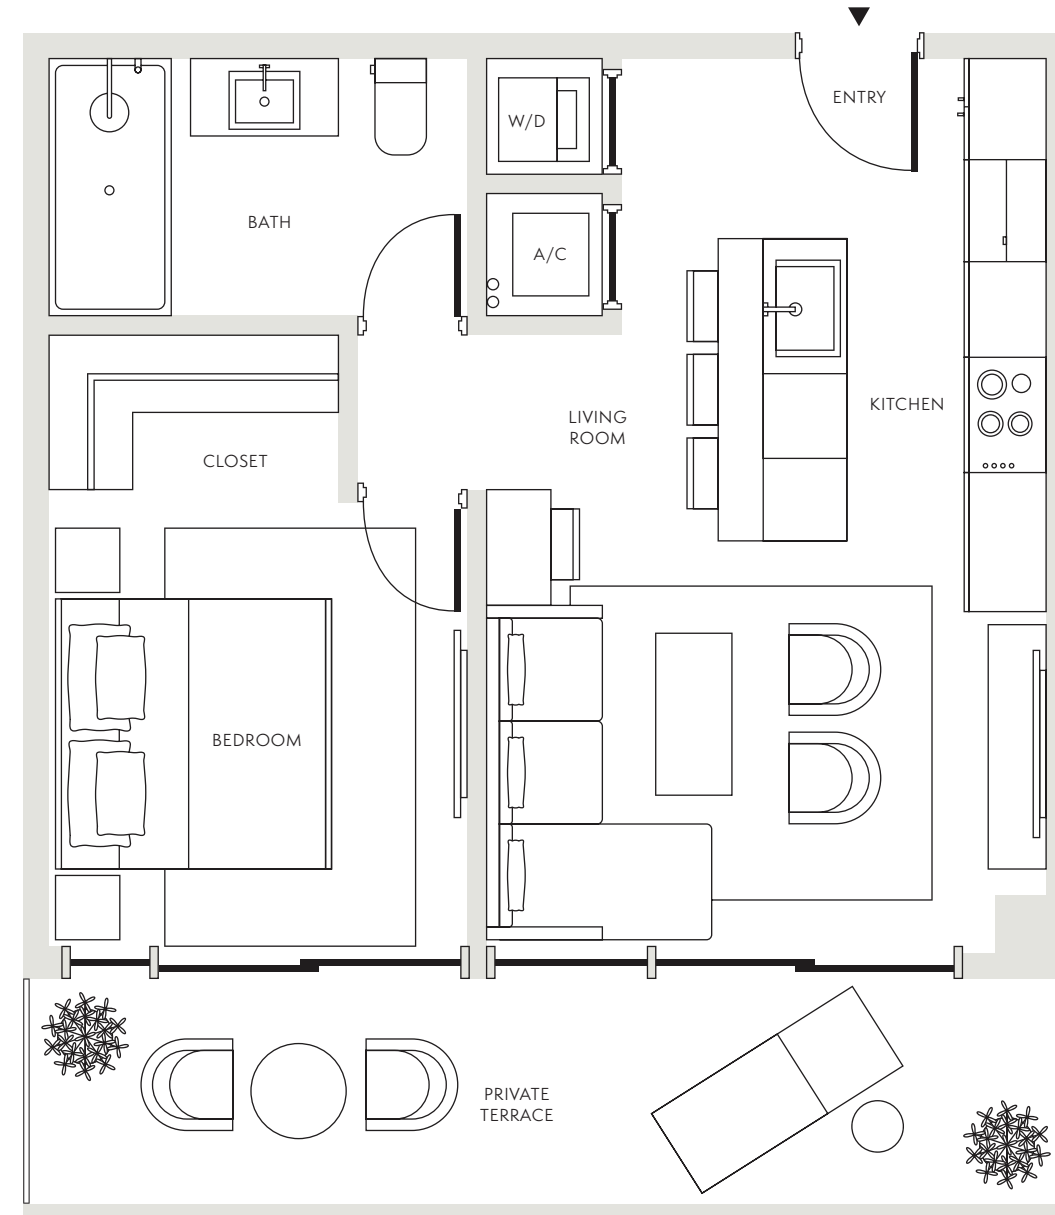 ENTRY
W/D
BATH
A/C
LIVING
ROOM
KITCHEN
CLOSET
BEDROOM
PRIVATE
TERRACE